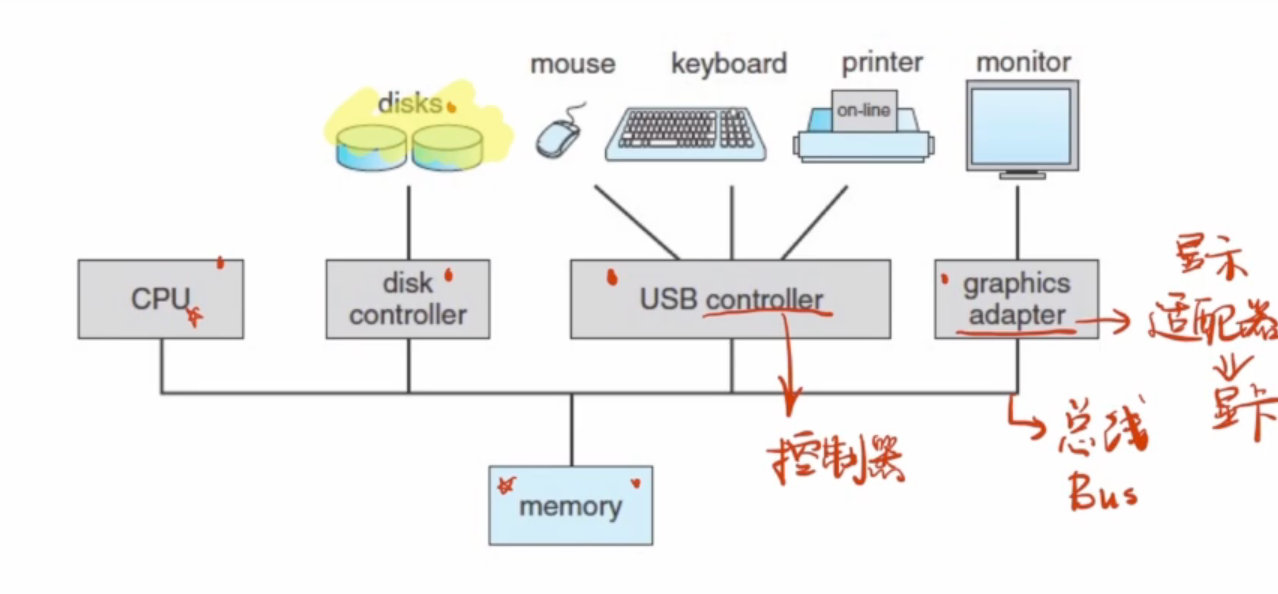 mouse
keyboard
printer
monitor
disks
on-line
CPU
disk
controller
USB controller
graphics
adapter
显示
适配器
显卡
控制器
总线
Bus
memory